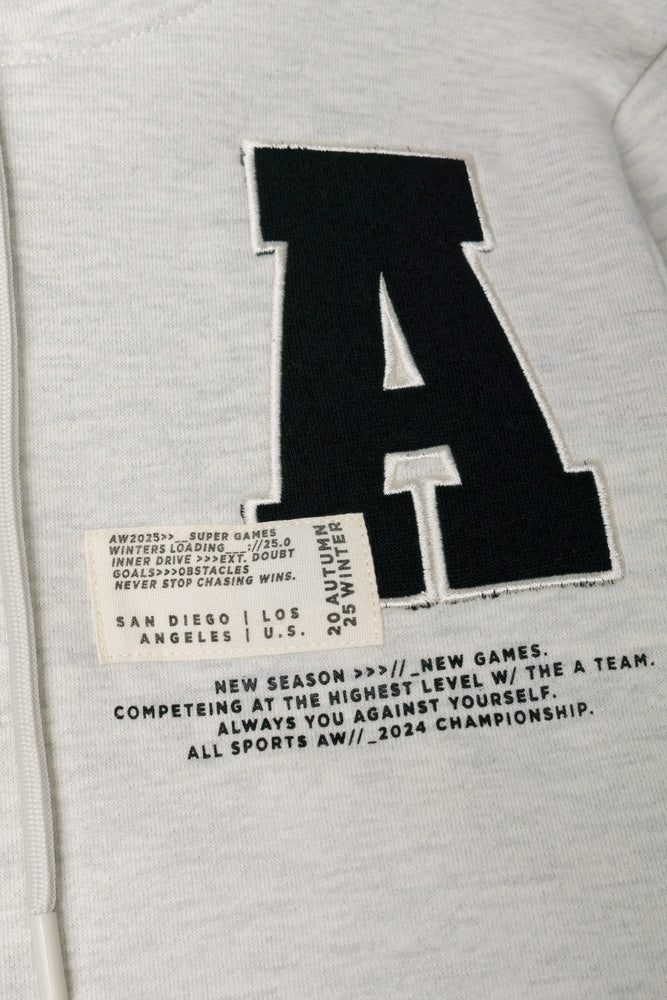 A
AW2025>>__SUPER GAMES
WINTERS LOADING___://25.0
INNER DRIVE >>>EXT. DOUBT
GOALS>>>OBSTACLES
NEVER STOP CHASING WINS.
SAN DIEGO | LOS
ANGELES | U.S.
20 AUTUMN
25 WINTER
NEW SEASON >>>//_NEW GAMES.
COMPETEING AT THE HIGHEST LEVEL W/ THE A TEAM.
ALWAYS YOU AGAINST YOURSELF.
ALL SPORTS AW//_2024 CHAMPIONSHIP.